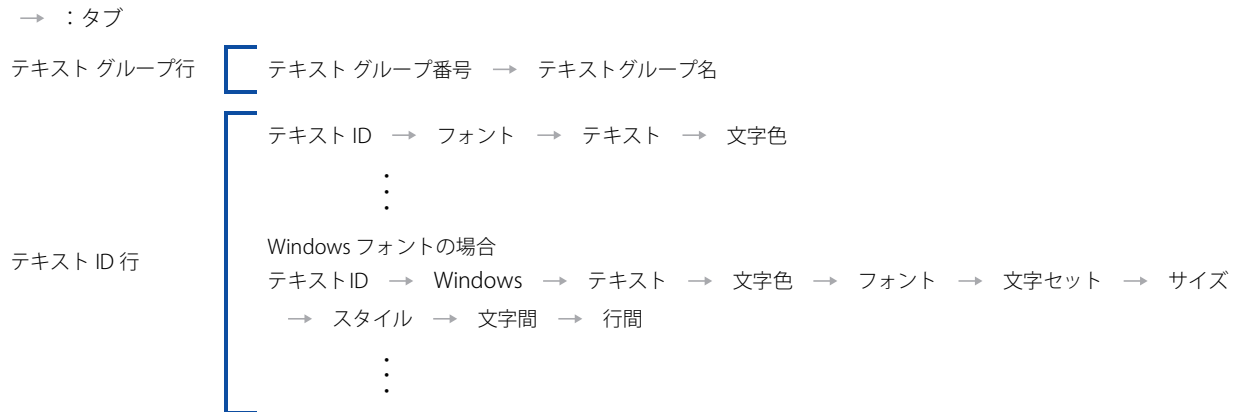 → ：タブ
テキスト グループ行
テキスト グループ番号 → テキストグループ名
テキスト ID → フォント → テキスト → 文字色
テキスト ID 行
Windows フォントの場合
テキストID → Windows → テキスト → 文字色 → フォント → 文字セット → サイズ
→ スタイル → 文字間 → 行間